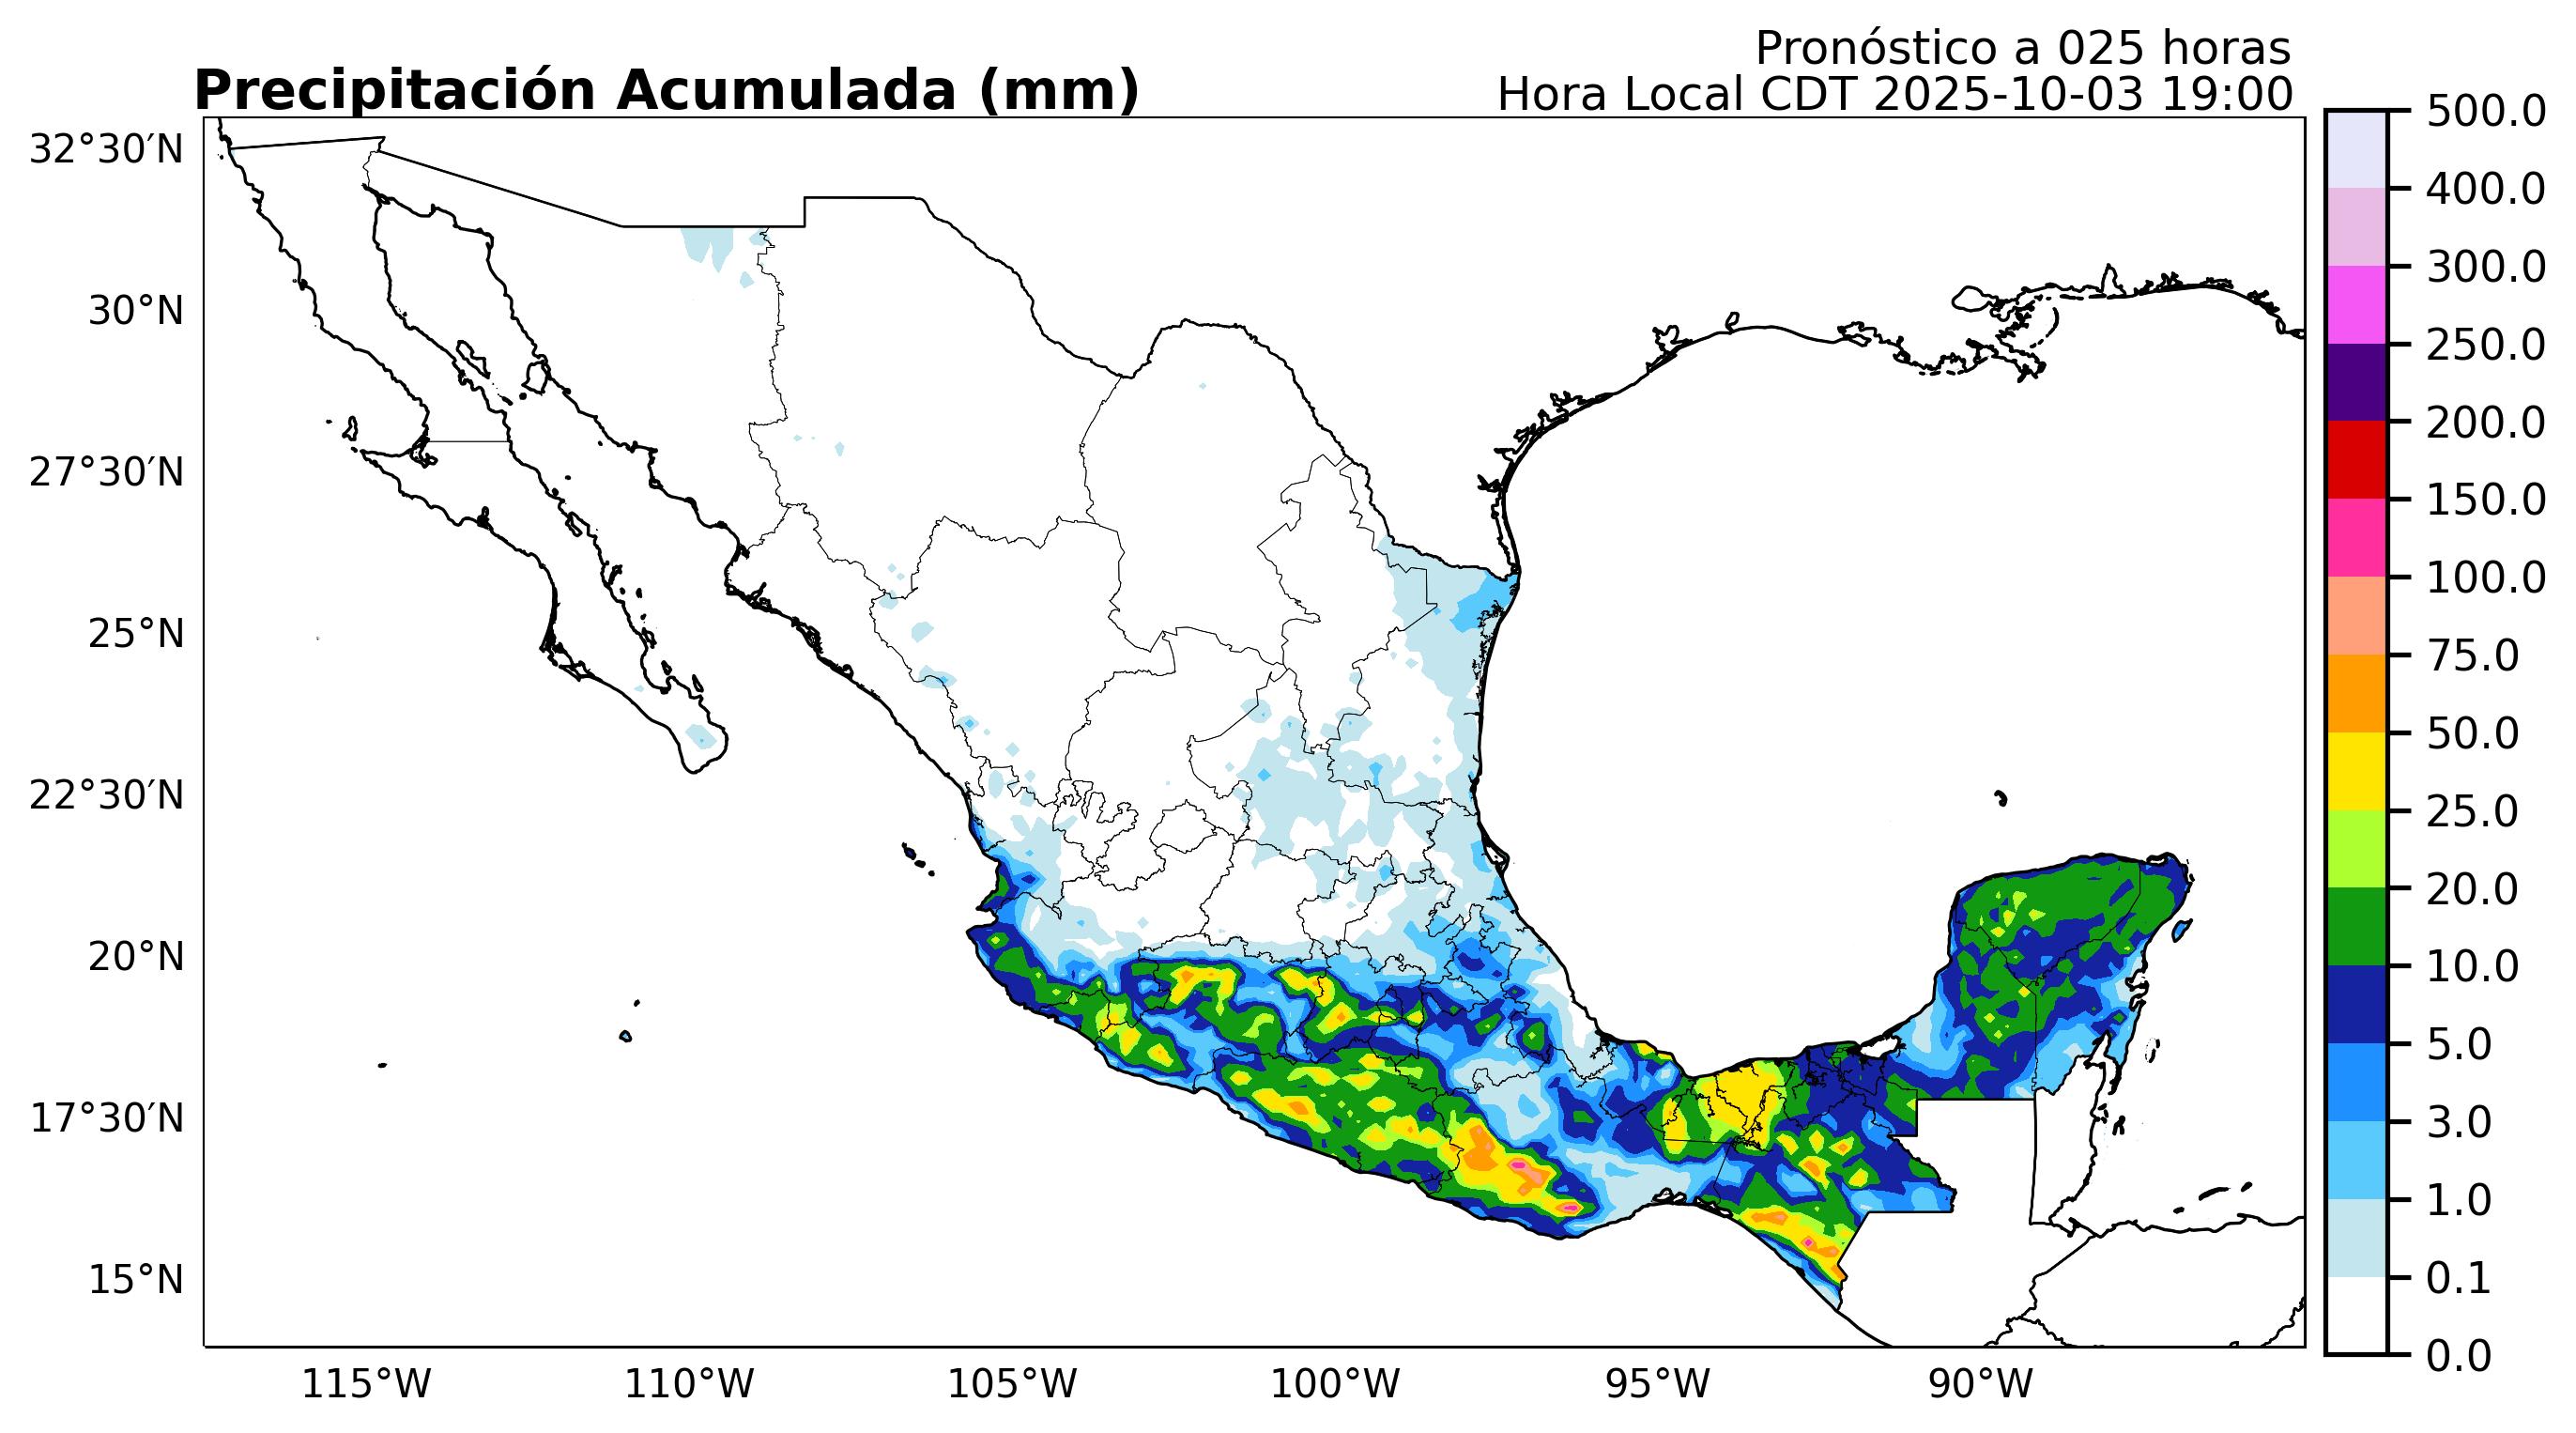 Pronóstico a 025 horas
Precipitación Acumulada (mm)
Hora Local CDT 2025-10-03 19:00
32°30′N
30°N
27°30′N
25°N
22°30′N
20°N
17°30′N
15°N
115°W
110°W
105°W
100°W
95°W
90°W
500.0
400.0
300.0
250.0
200.0
150.0
100.0
75.0
50.0
25.0
20.0
10.0
5.0
3.0
1.0
0.1
0.0